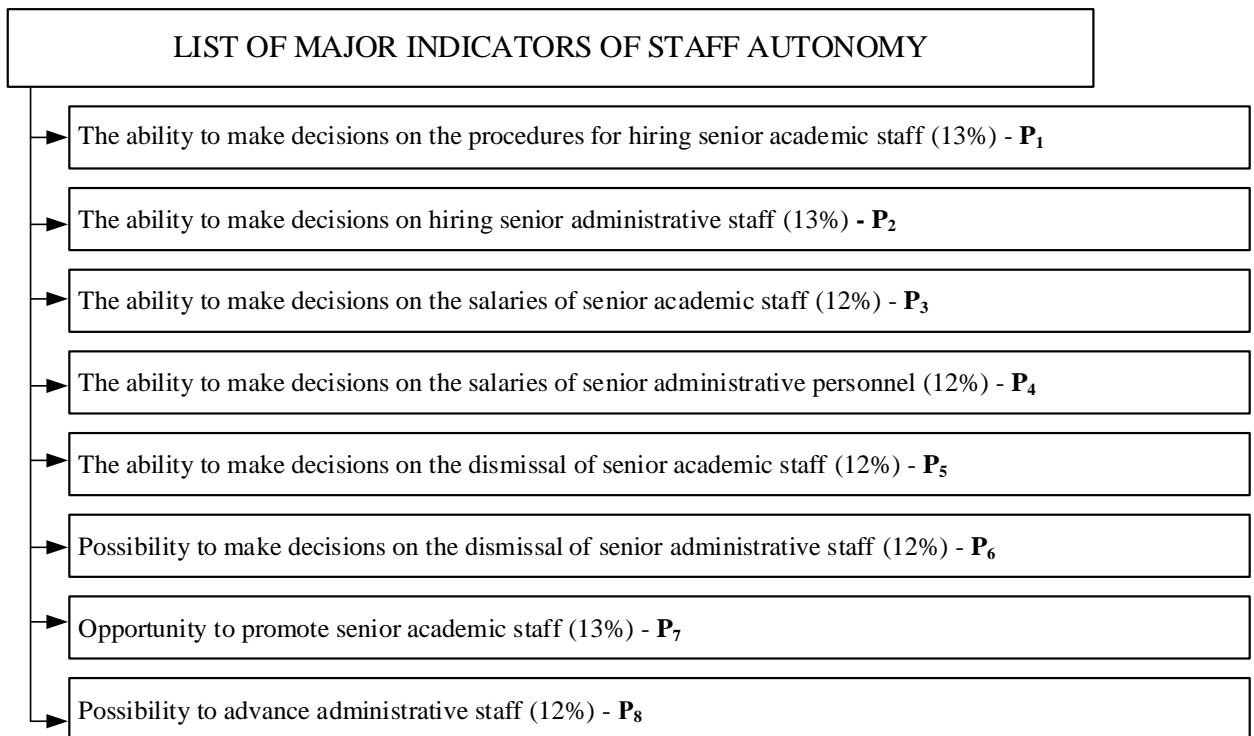 LIST OF MAJOR INDICATORS OF STAFF AUTONOMY
The ability to make decisions on the procedures for hiring senior academic staff (13%) - P₁
The ability to make decisions on hiring senior administrative staff (13%) - P₂
The ability to make decisions on the salaries of senior academic staff (12%) - P₃
The ability to make decisions on the salaries of senior administrative personnel (12%) - P₄
The ability to make decisions on the dismissal of senior academic staff (12%) - P₅
Possibility to make decisions on the dismissal of senior administrative staff (12%) - P₆
Opportunity to promote senior academic staff (13%) - P₇
Possibility to advance administrative staff (12%) - P₈